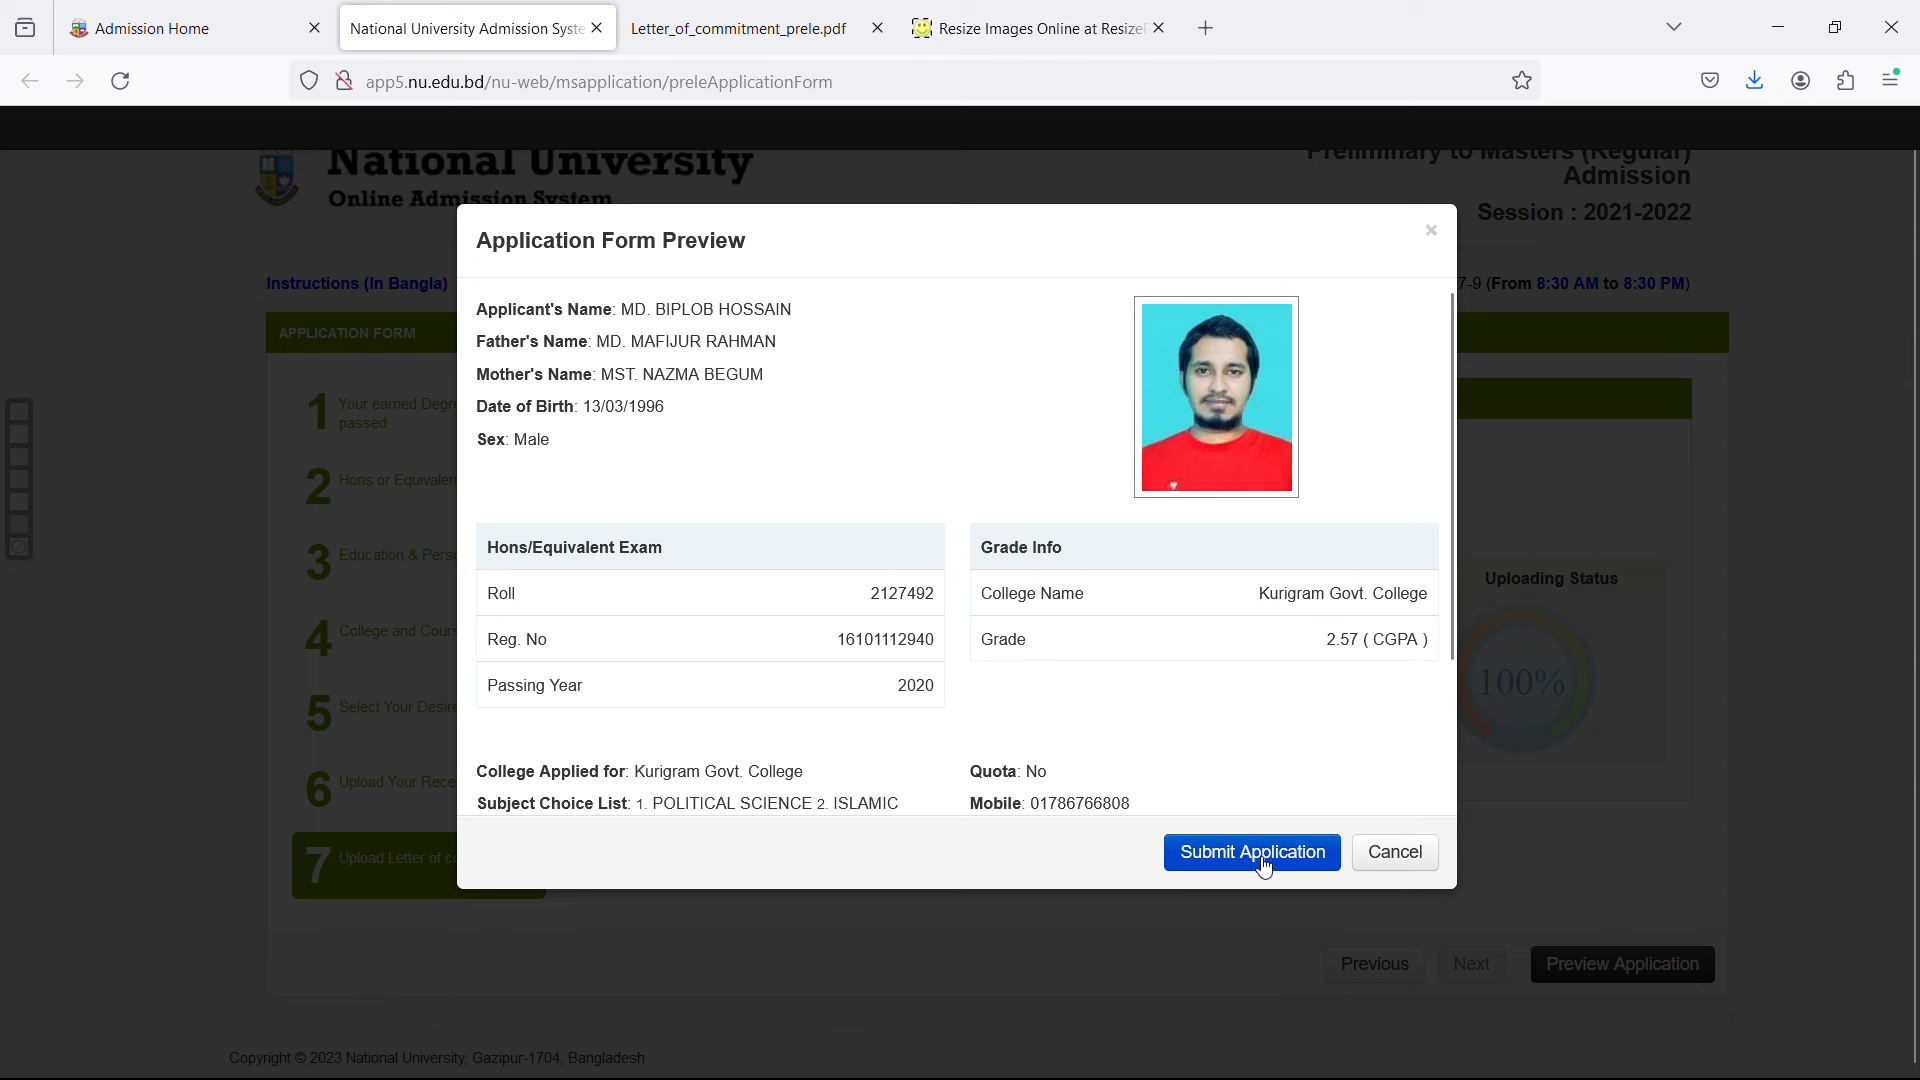 Admission Home
National University Admission Syste
Letter_of_commitment_prele.pdf
Resize Images Online at Resize
app5.nu.edu.bd/nu-web/msapplication/preleApplicationForm
National University
Online Admission System
Preliminary to Masters (Regular)
Admission
Session : 2021-2022
Instructions (In Bangla)
7-9 (From 8:30 AM to 8:30 PM)
APPLICATION FORM
Application Form Preview
×
Applicant's Name: MD. BIPLOB HOSSAIN
Father's Name: MD. MAFIJUR RAHMAN
Mother's Name: MST. NAZMA BEGUM
Date of Birth: 13/03/1996
Sex: Male
Hons/Equivalent Exam
Roll 2127492
Reg. No 16101112940
Passing Year 2020
Grade Info
College Name Kurigram Govt. College
Grade 2.57 ( CGPA )
College Applied for: Kurigram Govt. College
Subject Choice List: 1. POLITICAL SCIENCE 2. ISLAMIC
Quota: No
Mobile: 01786766808
Submit Application
Cancel
1 Your earned Degre
passed
2 Hons or Equivalen
3 Education & Pers
4 College and Cour
5 Select Your Desire
6 Upload Your Rece
7 Upload Letter of c
Uploading Status
100%
Previous
Next
Preview Application
Copyright © 2023 National University, Gazipur-1704, Bangladesh